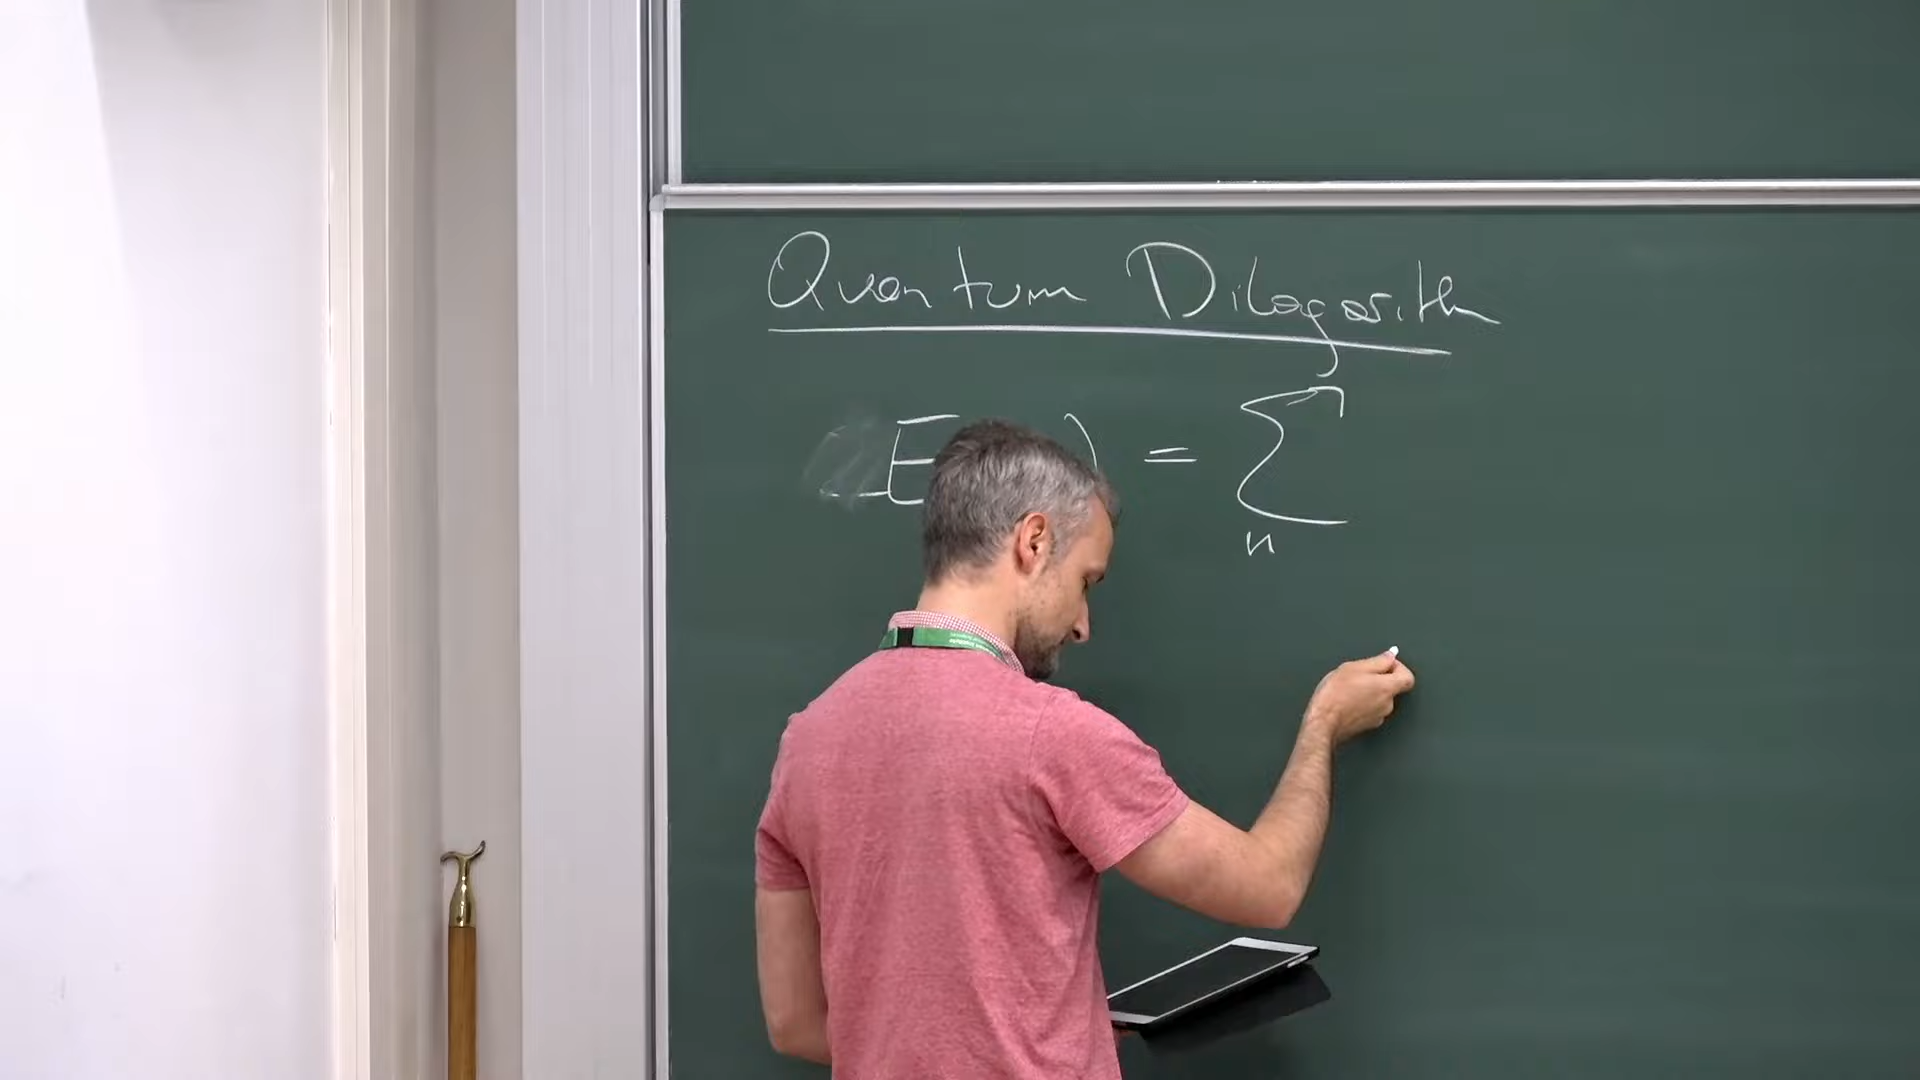 Quantum Dilogarithm
E ) = Σ
n